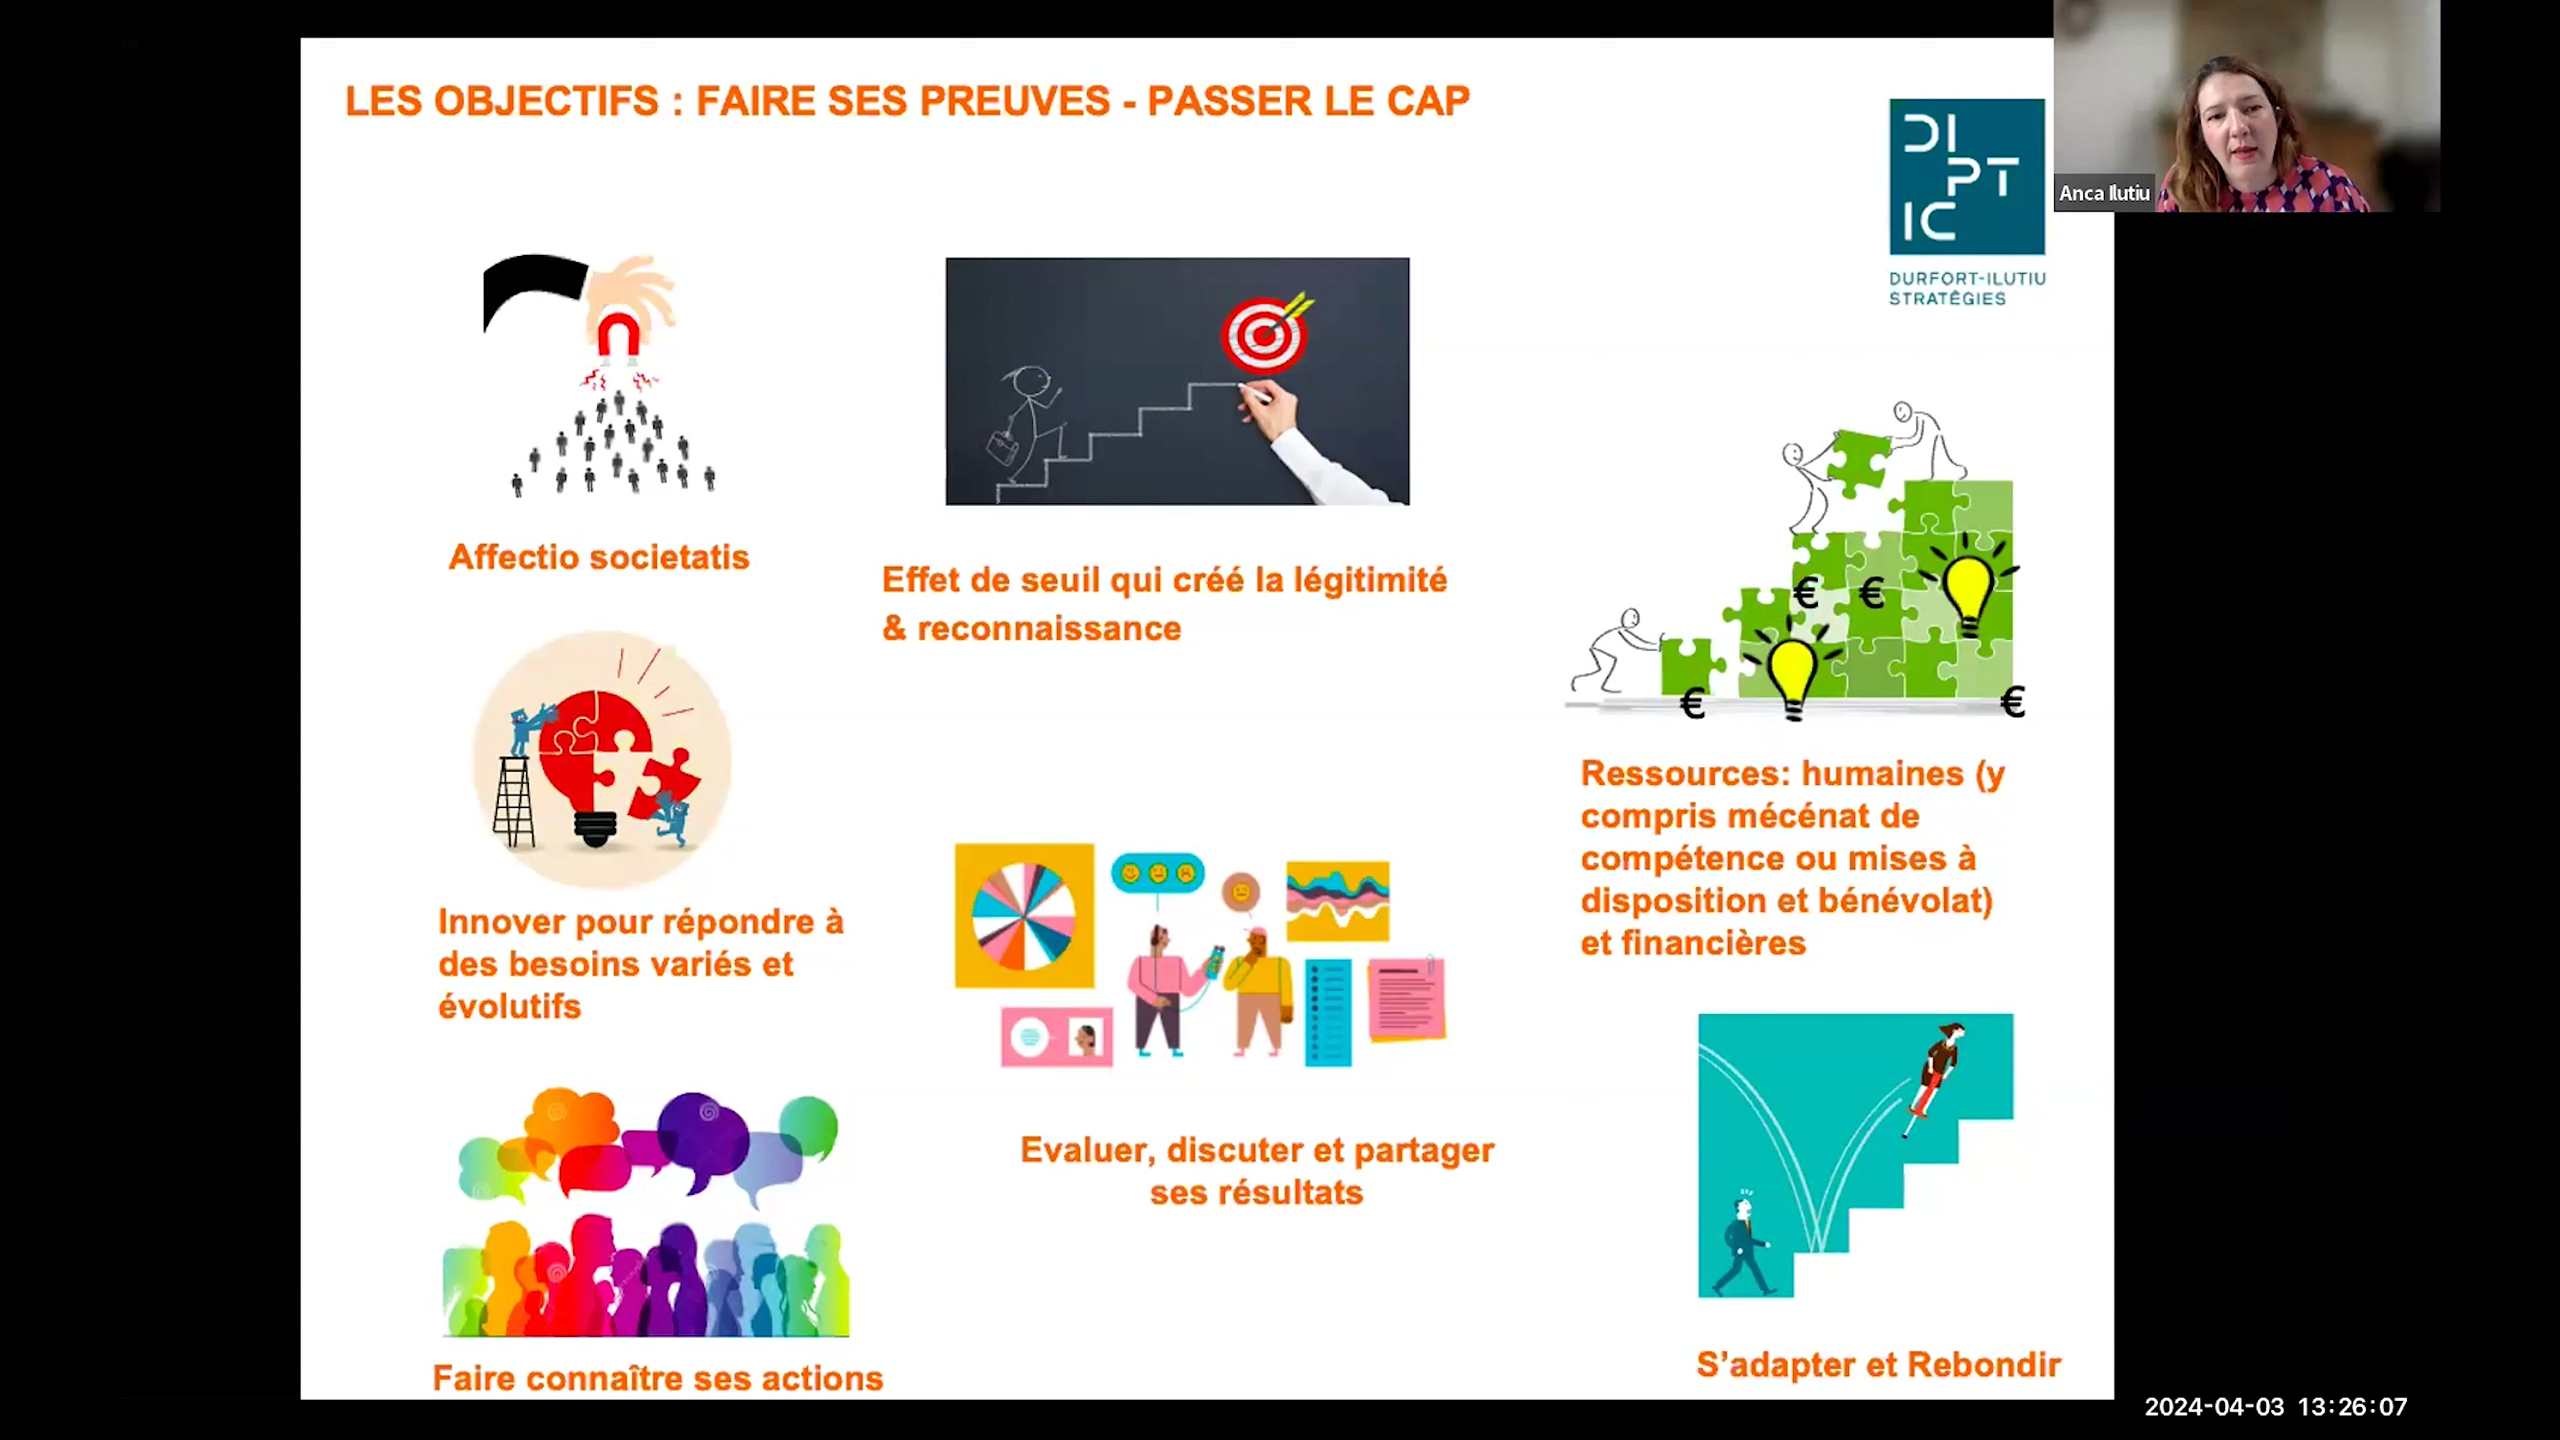 LES OBJECTIFS : FAIRE SES PREUVES - PASSER LE CAP
DI
PT
IC
DURFORT-ILUTIU
STRATÉGIES
Anca Ilutiu
Affectio societatis
Effet de seuil qui créé la légitimité
& reconnaissance
€ €
€ €
Ressources: humaines (y
compris mécénat de
compétence ou mises à
disposition et bénévolat)
et financières
Innover pour répondre à
des besoins variés et
évolutifs
Evaluer, discuter et partager
ses résultats
Faire connaître ses actions
S’adapter et Rebondir
2024-04-03 13:26:07